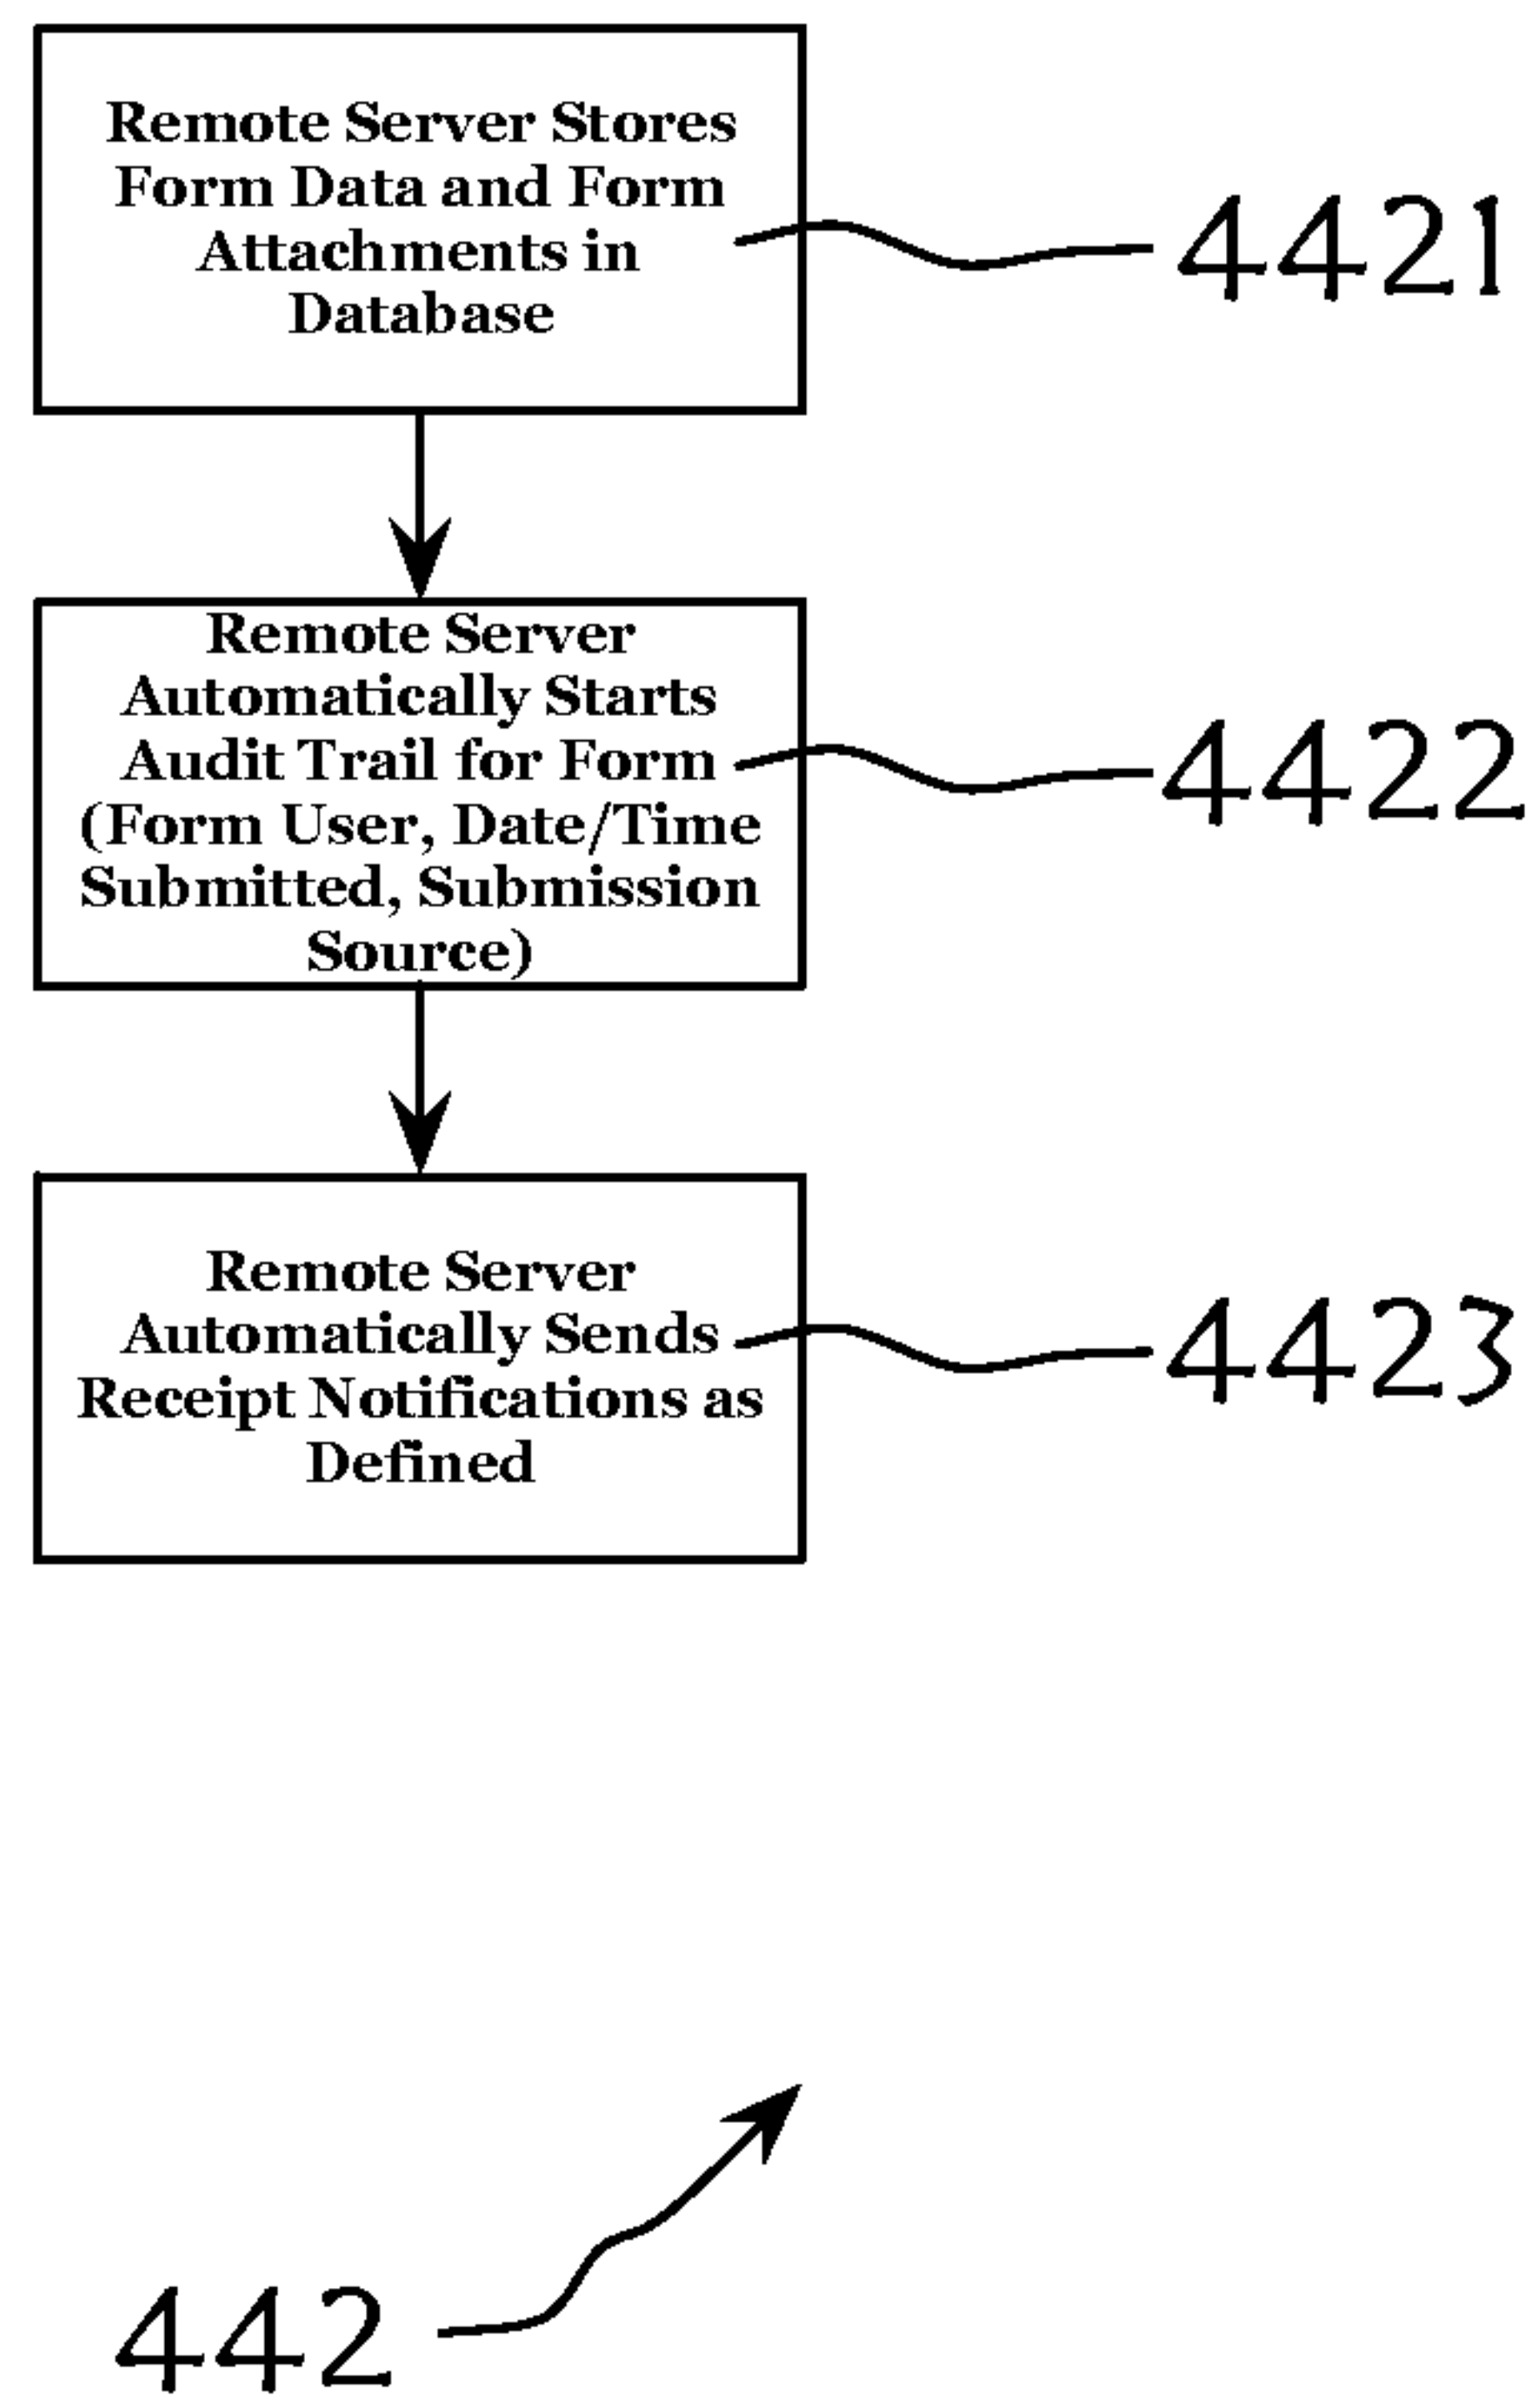 Remote Server Stores
Form Data and Form
Attachments in
Database
4421
Remote Server
Automatically Starts
Audit Trail for Form
(Form User, Date/Time
Submitted, Submission
Source)
4422
Remote Server
Automatically Sends
Receipt Notifications as
Defined
4423
442